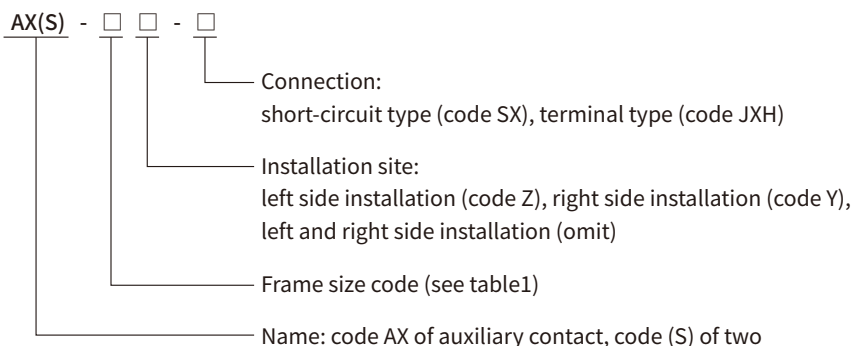 AX(S) - □ □ - □
Connection:
short-circuit type (code SX), terminal type (code JXH)
Installation site:
left side installation (code Z), right side installation (code Y),
left and right side installation (omit)
Frame size code (see table1)
Name: code AX of auxiliary contact, code (S) of two